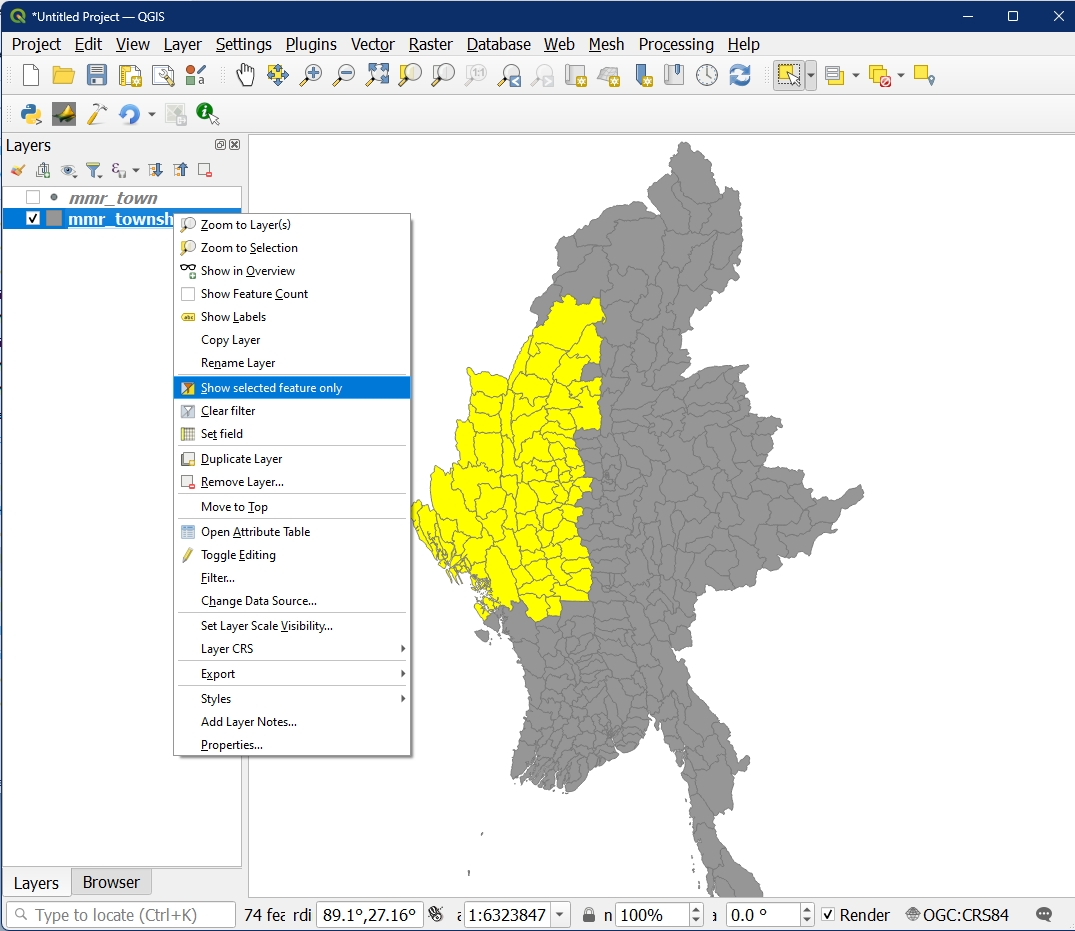 *Untitled Project — QGIS
Project Edit View Layer Settings Plugins Vector Raster Database Web Mesh Processing Help
1:1
a
Layers
mmr_town
mmr_townsh
Zoom to Layer(s)
Zoom to Selection
Show in Overview
Show Feature Count
abc Show Labels
Copy Layer
Rename Layer
Show selected feature only
Clear filter
Set field
Duplicate Layer
Remove Layer...
Move to Top
Open Attribute Table
Toggle Editing
Filter...
Change Data Source...
Set Layer Scale Visibility...
Layer CRS
Export
Styles
Add Layer Notes...
Properties...
Layers Browser
Type to locate (Ctrl+K) 74 fea rdi 89.1°,27.16° 1:6323847 n 100% 0.0 ° Render OGC:CRS84